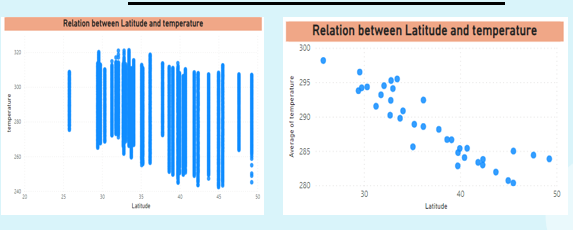 Relation between Latitude and temperature
320
300
280
260
240
20 25 30 35 40 45 50
temperature
Latitude
Relation between Latitude and temperature
300
295
290
285
280
30 40 50
Average of temperature
Latitude